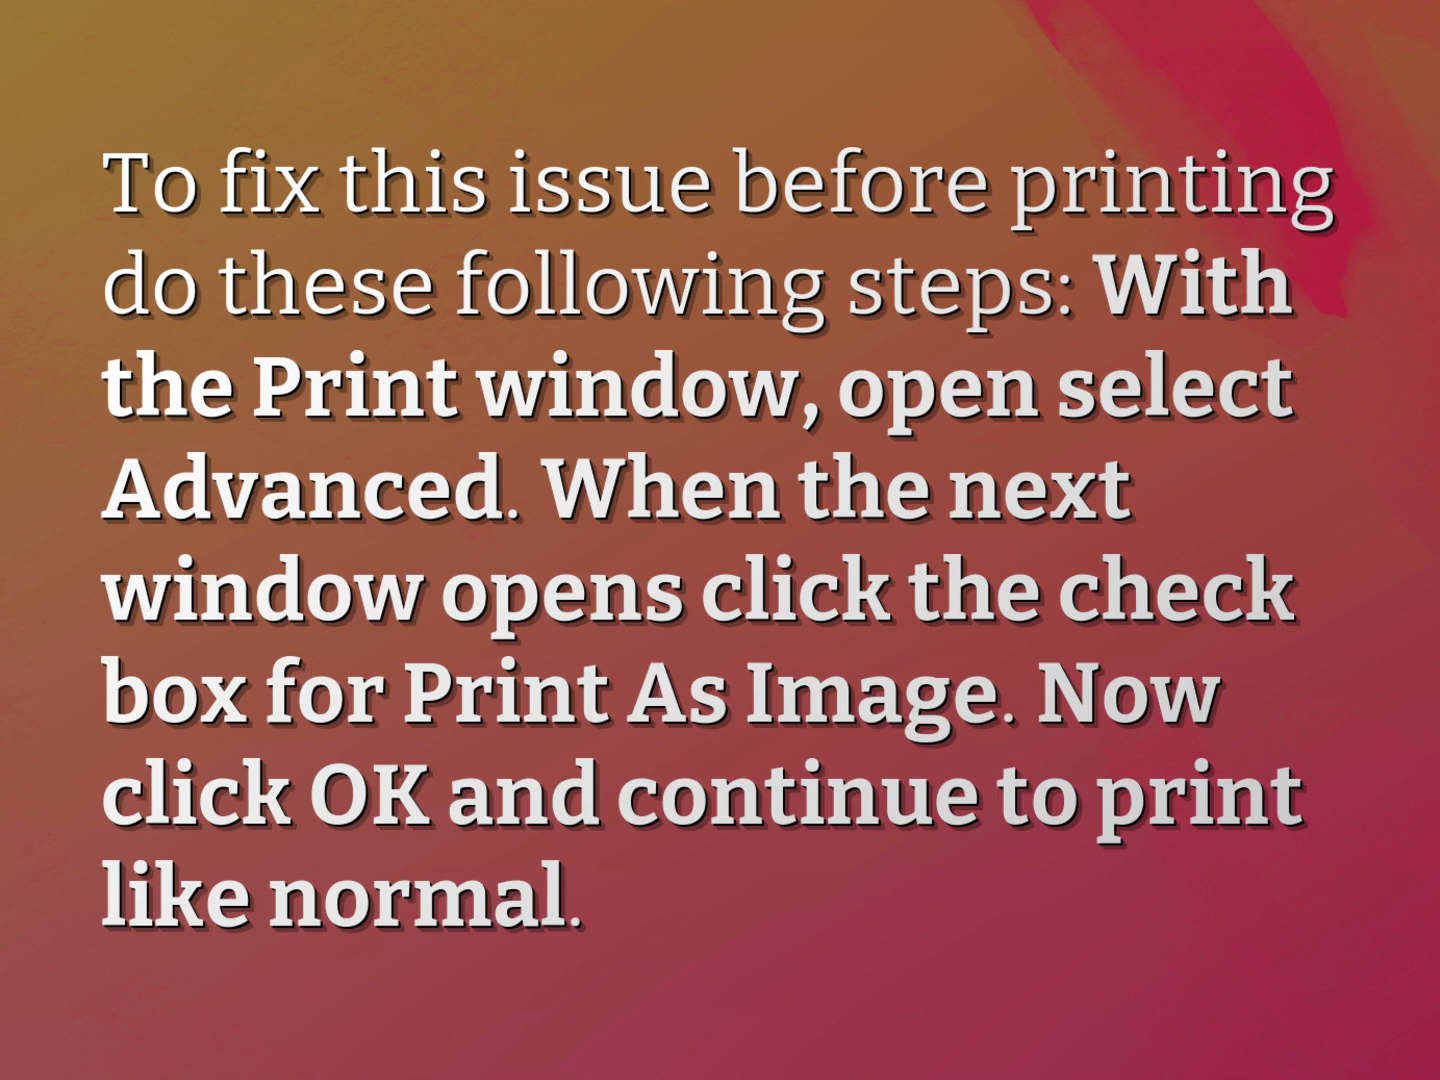 To fix this issue before printing
do these following steps: With
the Print window, open select
Advanced. When the next
window opens click the check
box for Print As Image. Now
click OK and continue to print
like normal.